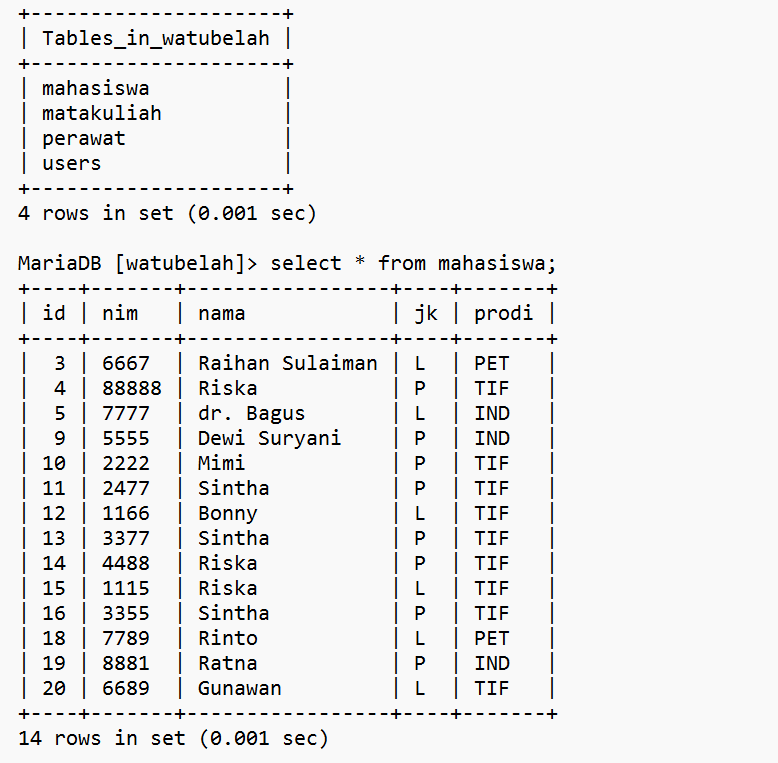 +---------------------+
| Tables_in_watubelah |
+---------------------+
| mahasiswa           |
| matakuliah          |
| perawat             |
| users               |
+---------------------+
4 rows in set (0.001 sec)

MariaDB [watubelah]> select * from mahasiswa;
+----+-------+-----------------+----+-------+
| id | nim   | nama            | jk | prodi |
+----+-------+-----------------+----+-------+
|  3 | 6667  | Raihan Sulaiman | L  | PET   |
|  4 | 88888 | Riska           | P  | TIF   |
|  5 | 7777  | dr. Bagus       | L  | IND   |
|  9 | 5555  | Dewi Suryani    | P  | IND   |
| 10 | 2222  | Mimi            | P  | TIF   |
| 11 | 2477  | Sintha          | P  | TIF   |
| 12 | 1166  | Bonny           | L  | TIF   |
| 13 | 3377  | Sintha          | P  | TIF   |
| 14 | 4488  | Riska           | P  | TIF   |
| 15 | 1115  | Riska           | L  | TIF   |
| 16 | 3355  | Sintha          | P  | TIF   |
| 18 | 7789  | Rinto           | L  | PET   |
| 19 | 8881  | Ratna           | P  | IND   |
| 20 | 6689  | Gunawan         | L  | TIF   |
+----+-------+-----------------+----+-------+
14 rows in set (0.001 sec)